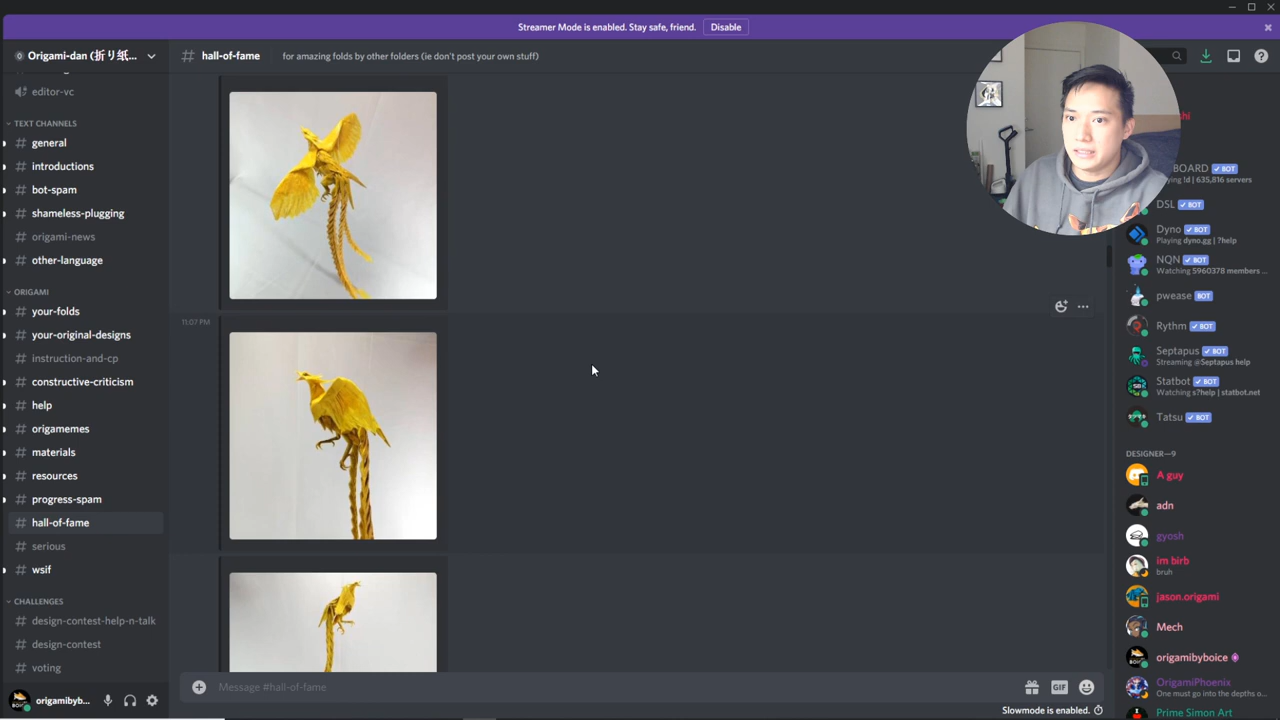 Streamer Mode is enabled. Stay safe, friend.
Disable
Origami-dan (折り紙...
hall-of-fame
for amazing folds by other folders (ie don't post your own stuff)
editor-vc
TEXT CHANNELS
general
introductions
bot-spam
shameless-plugging
origami-news
other-language
ORIGAMI
your-folds
your-original-designs
instruction-and-cp
constructive-criticism
help
origamemes
materials
resources
progress-spam
hall-of-fame
serious
wsif
CHALLENGES
design-contest-help-n-talk
design-contest
voting
origamibyb...
11:07 PM
Message #hall-of-fame
GIF
Slowmode is enabled.
BOT
!d | 635,816 servers
DSL BOT
Dyno BOT
Playing dyno.gg | ?help
NQN BOT
Watching 5960378 members ...
pwease BOT
Rythm BOT
Septapus BOT
Streaming @Septapus help
Statbot BOT
Watching s?help | statbot.net
Tatsu BOT
DESIGNER—9
A guy
adn
gyosh
im birb
bruh
jason.origami
Mech
origamibyboice
OrigamiPhoenix
One must go into the depths o...
Prime Simon Art